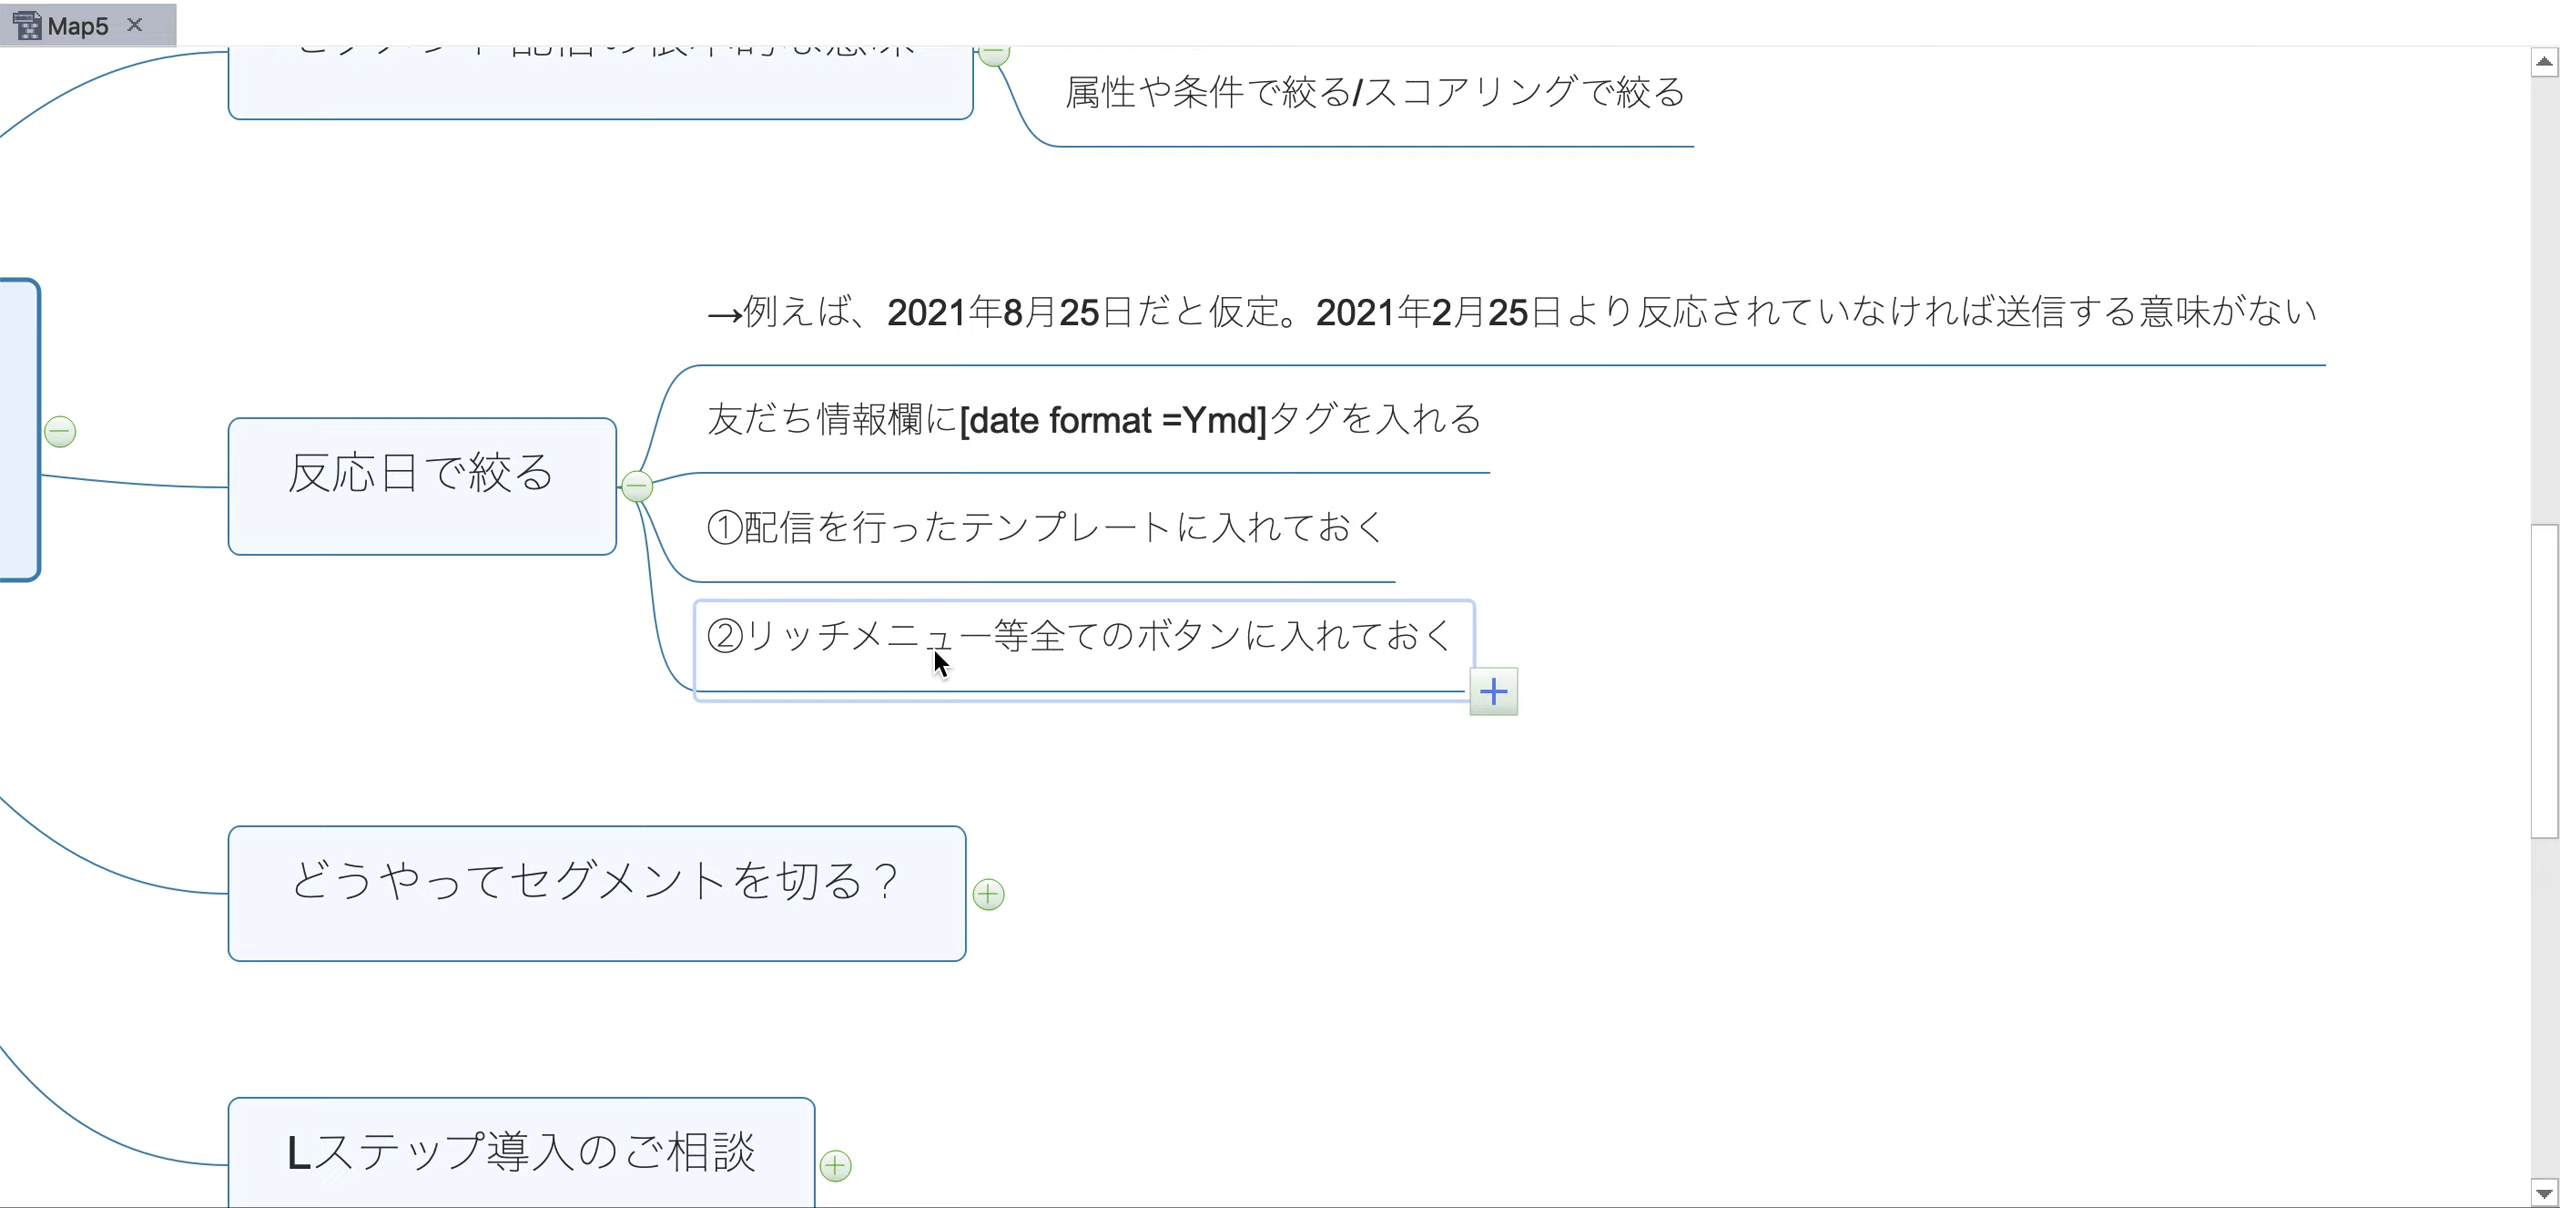 Map5
属性や条件で絞る/スコアリングで絞る
→例えば、2021年8月25日だと仮定。2021年2月25日より反応されていなければ送信する意味がない
友だち情報欄に[date format =Ymd]タグを入れる
反応日で絞る
①配信を行ったテンプレートに入れておく
②リッチメニュー等全てのボタンに入れておく
どうやってセグメントを切る？
Lステップ導入のご相談